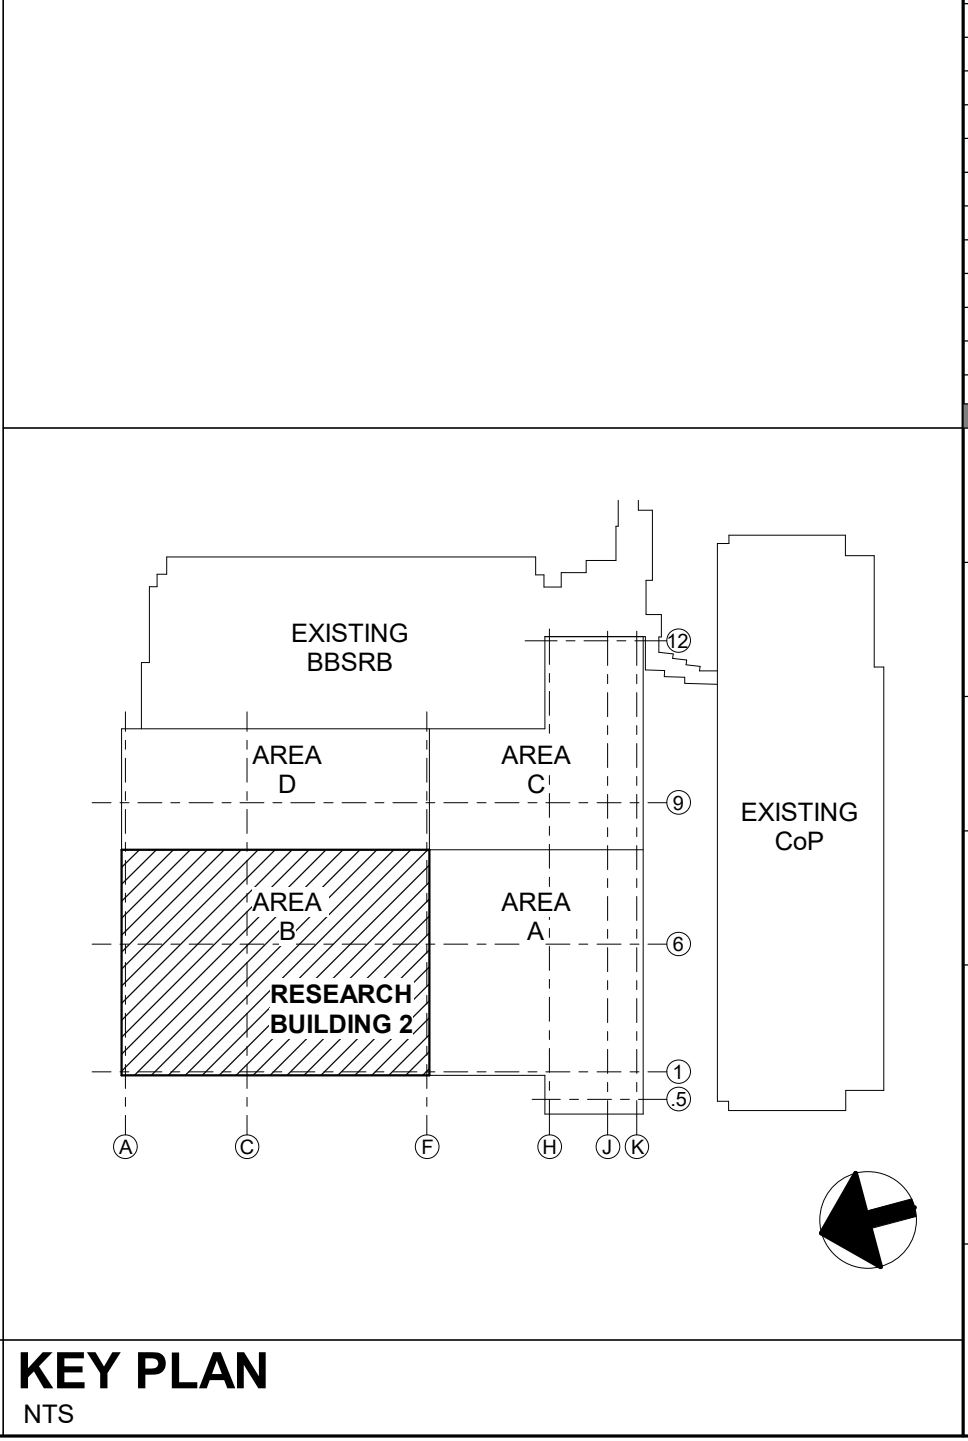 EXISTING
BBSRB
12
AREA
D
AREA
C
9
EXISTING
CoP
AREA
B
AREA
A
6
RESEARCH
BUILDING 2
1
.5
A
C
F
H
J
K
KEY PLAN
NTS